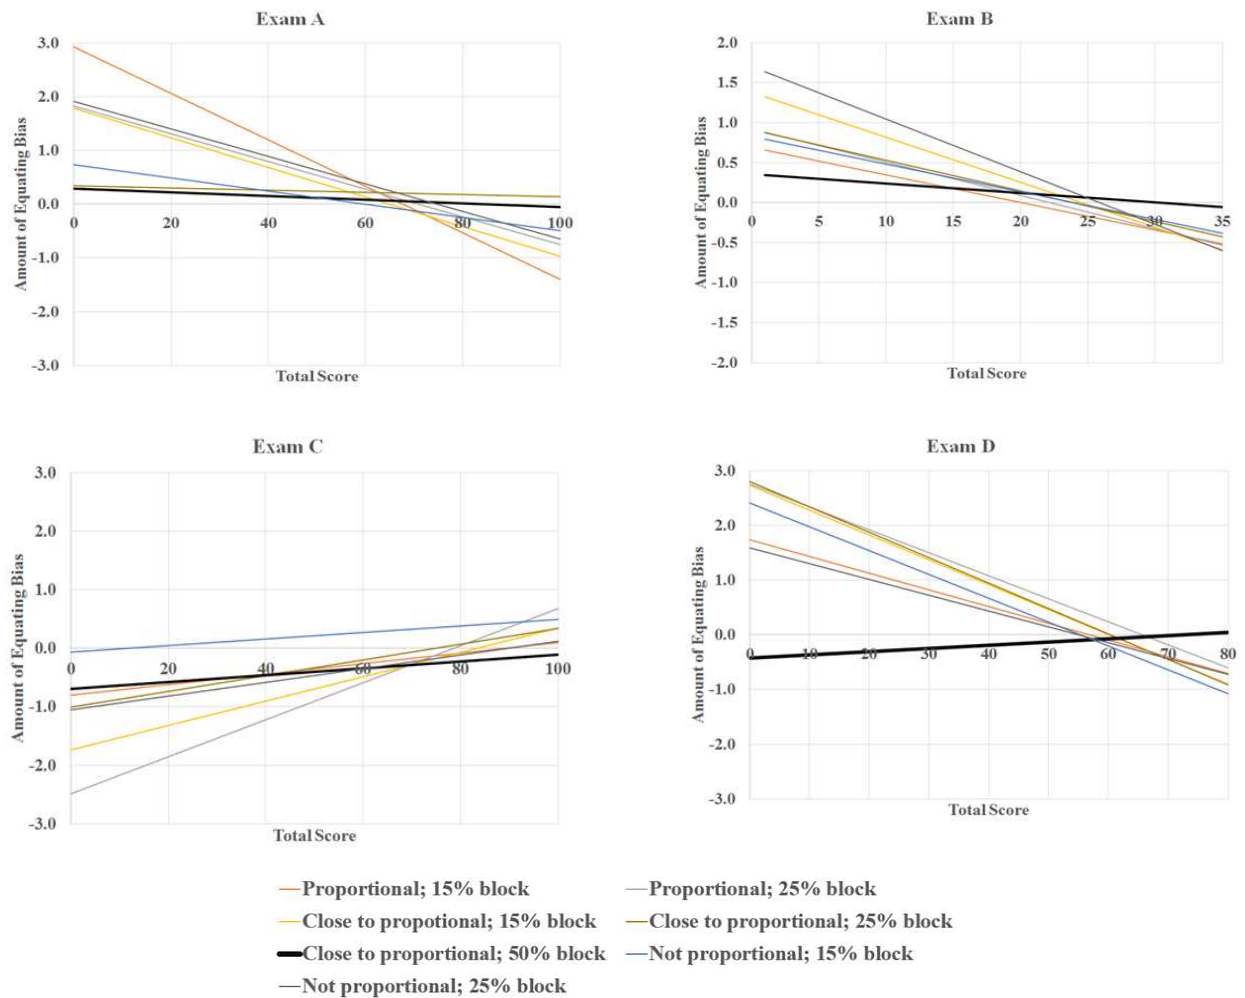 Exam A
3.0
2.0
1.0
0.0
-1.0
-2.0
-3.0
0 20 40 60 80 100
Amount of Equating Bias
Total Score
Exam B
2.0
1.5
1.0
0.5
0.0
-0.5
-1.0
-1.5
-2.0
0 5 10 15 20 25 30 35
Amount of Equating Bias
Total Score
Exam C
3.0
2.0
1.0
0.0
-1.0
-2.0
-3.0
0 20 40 60 80 100
Amount of Equating Bias
Total Score
Exam D
3.0
2.0
1.0
0.0
-1.0
-2.0
-3.0
0 10 20 30 40 50 60 70 80
Amount of Equating Bias
Total Score
Proportional; 15% block
Proportional; 25% block
Close to propotional; 15% block
Close to proportional; 25% block
Close to proportional; 50% block
Not proportional; 15% block
Not proportional; 25% block